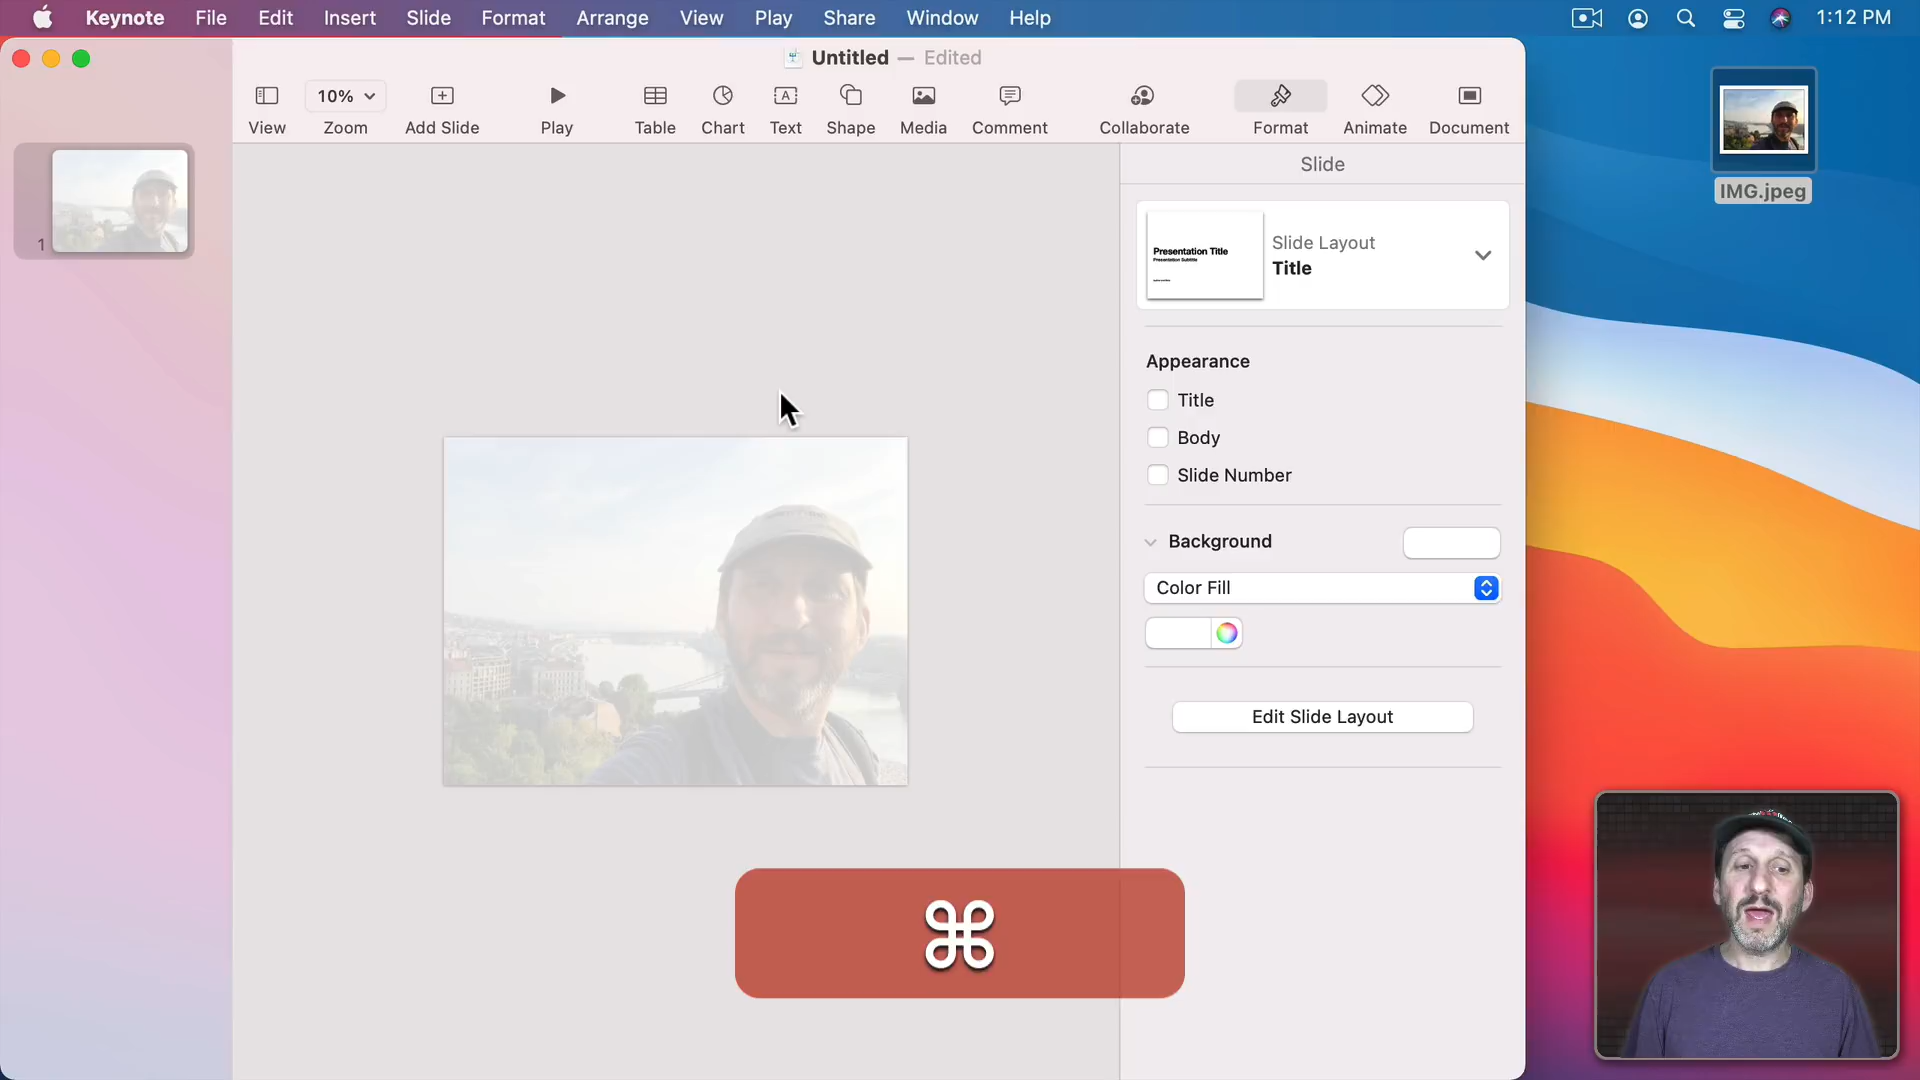 Keynote File Edit Insert Slide Format Arrange View Play Share Window Help 1:12 PM
Untitled — Edited
10%
View Zoom Add Slide Play Table Chart Text Shape Media Comment Collaborate Format Animate Document
Slide
IMG.jpeg
Presentation Title
Presentation Subtitle
Slide Layout
Title
1
Appearance
Title
Body
Slide Number
Background
Color Fill
Edit Slide Layout
⌘